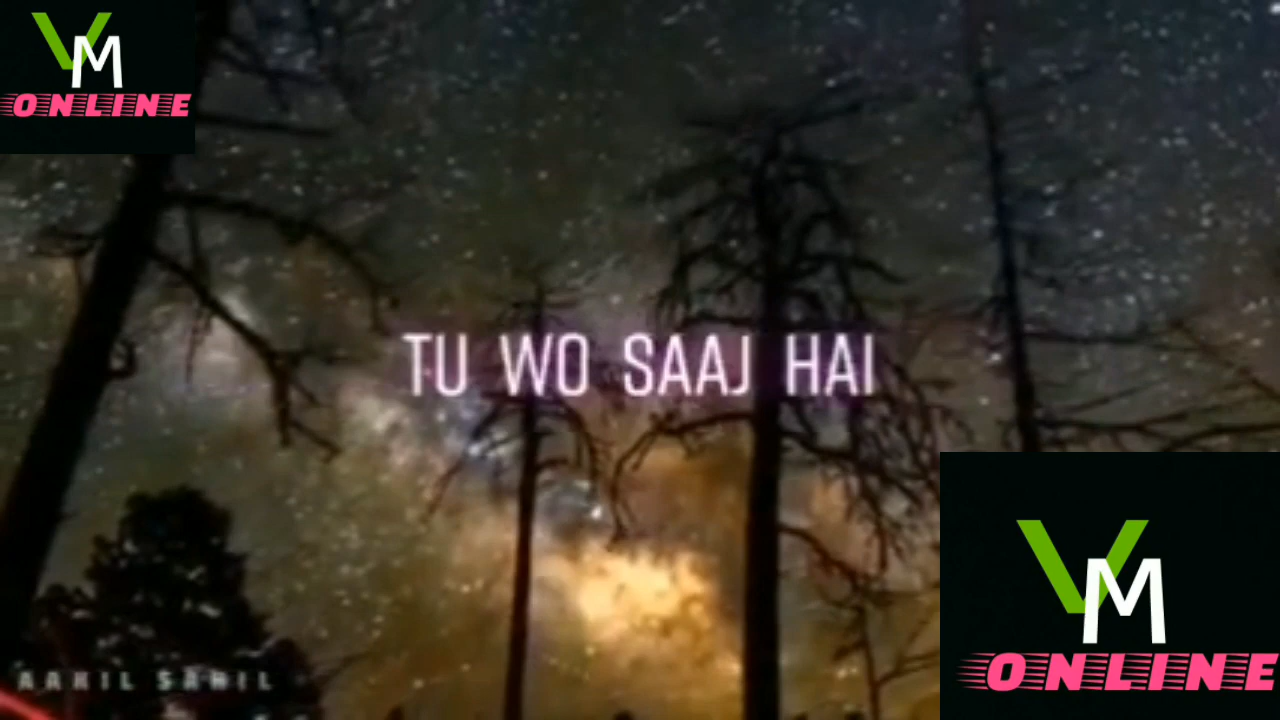 VM
ONLINE
TU WO SAAJ HAI
VM
ONLINE
AAKIL SAHIL